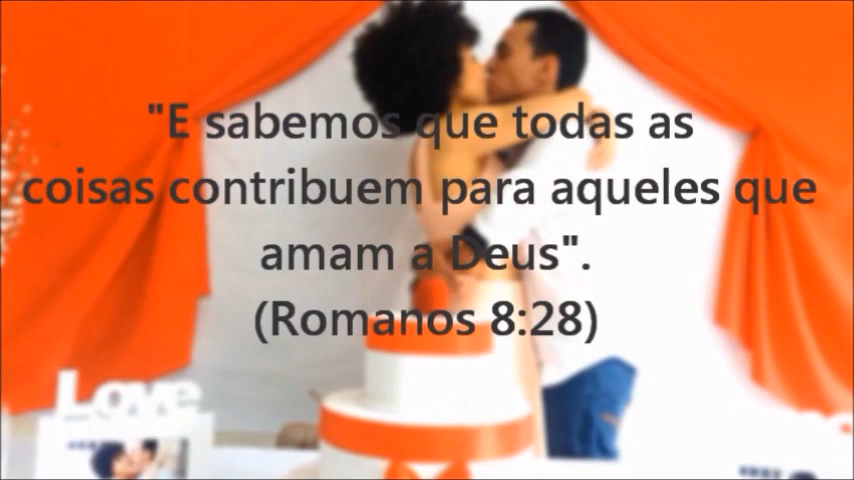 "E sabemos que todas as
coisas contribuem para aqueles que
amam a Deus".
(Romanos 8:28)
Love